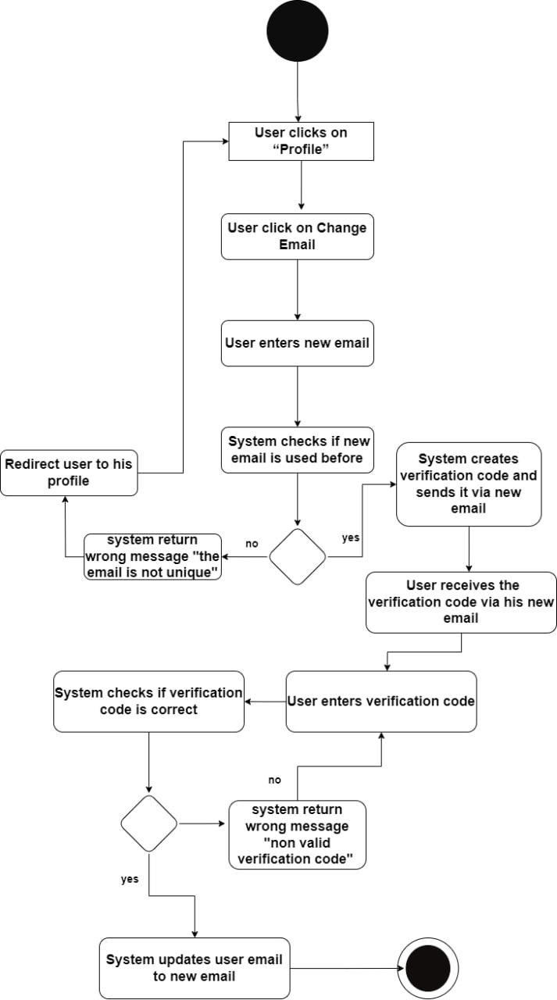 User clicks on
“Profile”
User click on Change
Email
User enters new email
System checks if new
email is used before
Redirect user to his
profile
System creates
verification code and
sends it via new
email
no
yes
system return
wrong message "the
email is not unique"
User receives the
verification code via his new
email
System checks if verification
code is correct
User enters verification code
no
system return
wrong message
"non valid
verification code"
yes
System updates user email
to new email